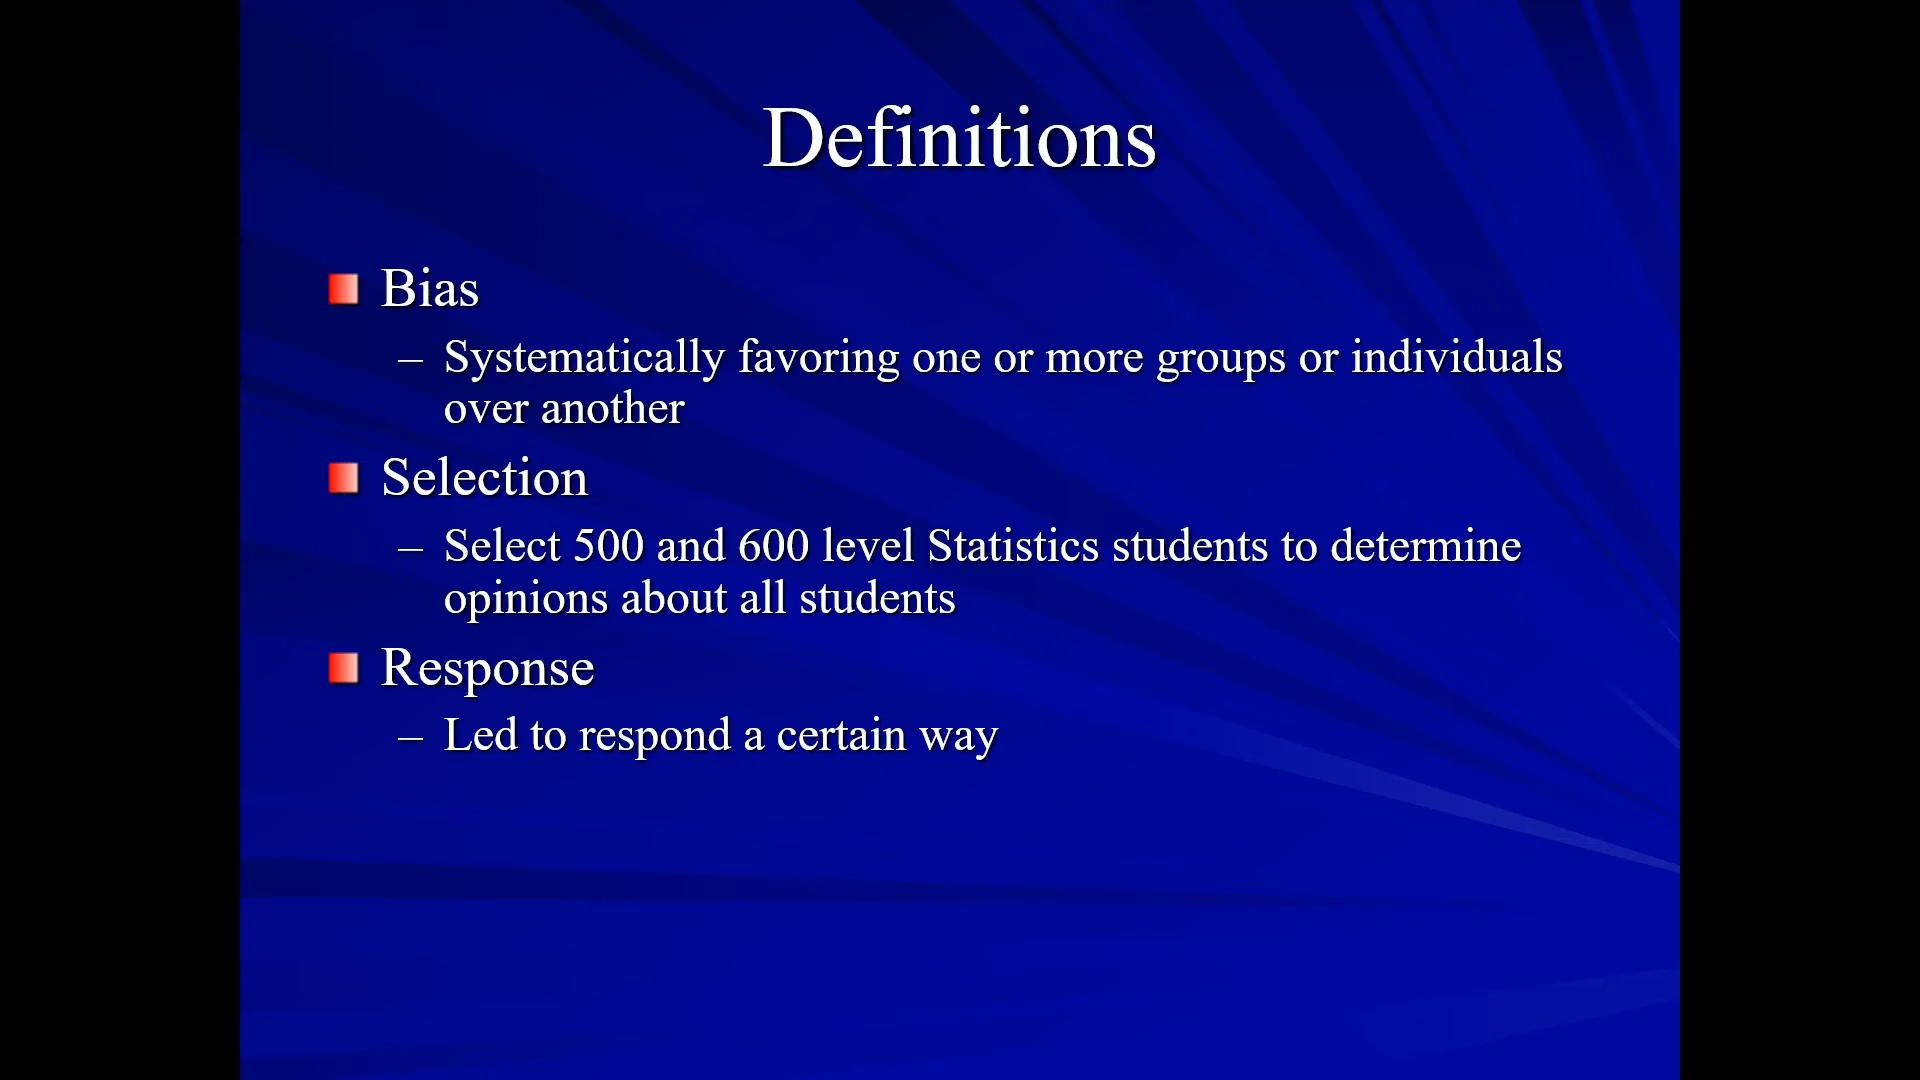 Definitions
Bias
– Systematically favoring one or more groups or individuals
over another
Selection
– Select 500 and 600 level Statistics students to determine
opinions about all students
Response
– Led to respond a certain way